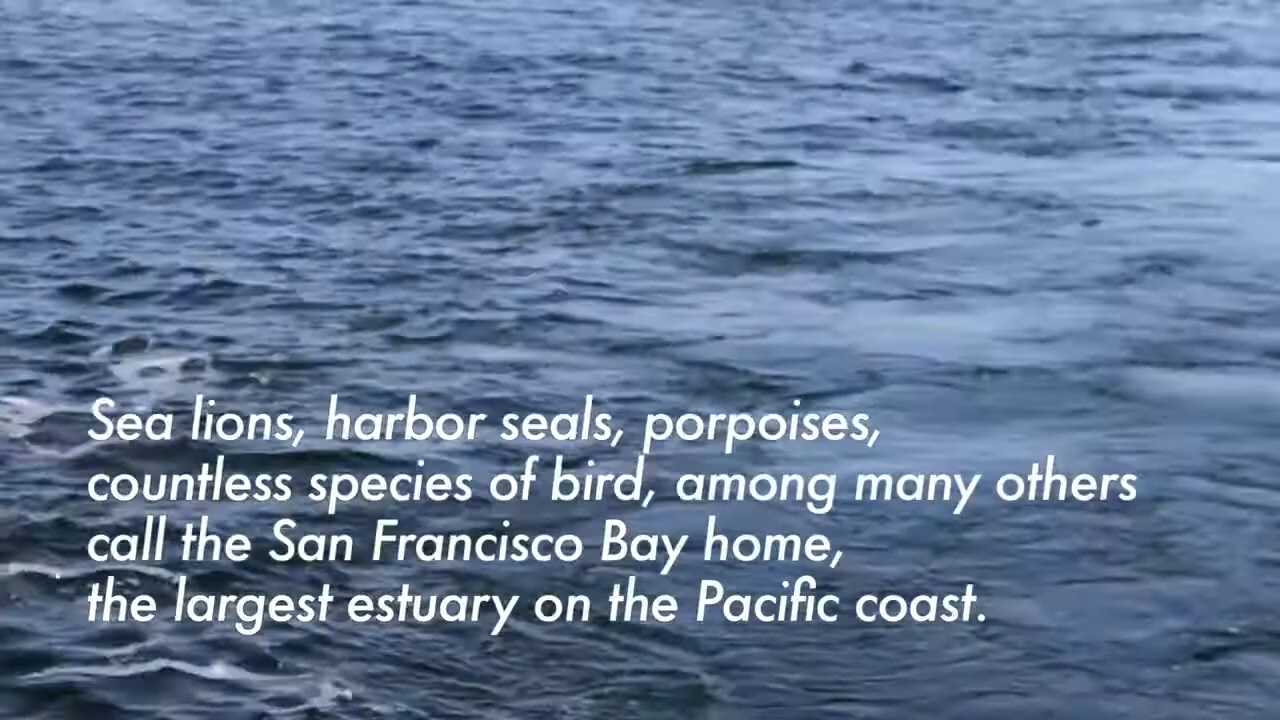 Sea lions, harbor seals, porpoises,
countless species of bird, among many others
call the San Francisco Bay home,
the largest estuary on the Pacific coast.